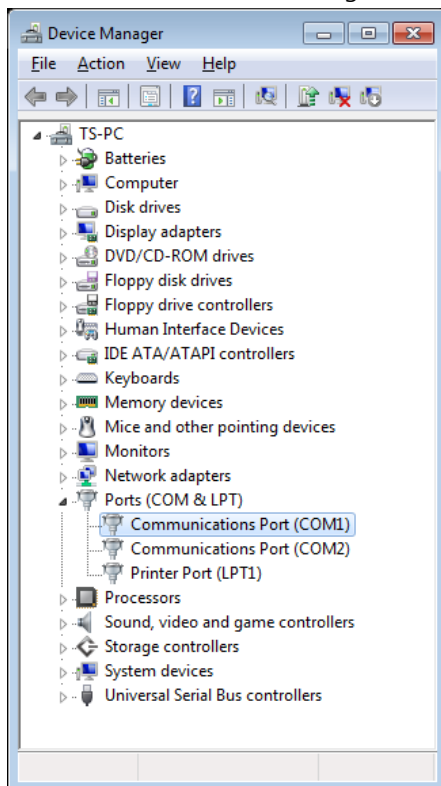 Device Manager
File Action View Help
TS-PC
Batteries
Computer
Disk drives
Display adapters
DVD/CD-ROM drives
Floppy disk drives
Floppy drive controllers
Human Interface Devices
IDE ATA/ATAPI controllers
Keyboards
Memory devices
Mice and other pointing devices
Monitors
Network adapters
Ports (COM & LPT)
Communications Port (COM1)
Communications Port (COM2)
Printer Port (LPT1)
Processors
Sound, video and game controllers
Storage controllers
System devices
Universal Serial Bus controllers